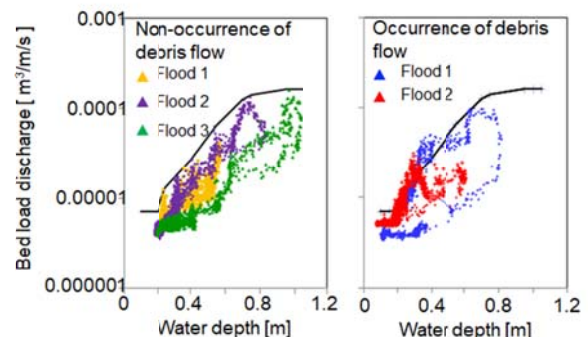 Non-occurrence of
debris flow
Flood 1
Flood 2
Flood 3
Bed load discharge [ m³/m/s ]
0.001
0.0001
0.00001
0.000001
0
0.4
0.8
1.2
Water depth [m]
Occurrence of debris
flow
Flood 1
Flood 2
0
0.4
0.8
1.2
Water depth [m]